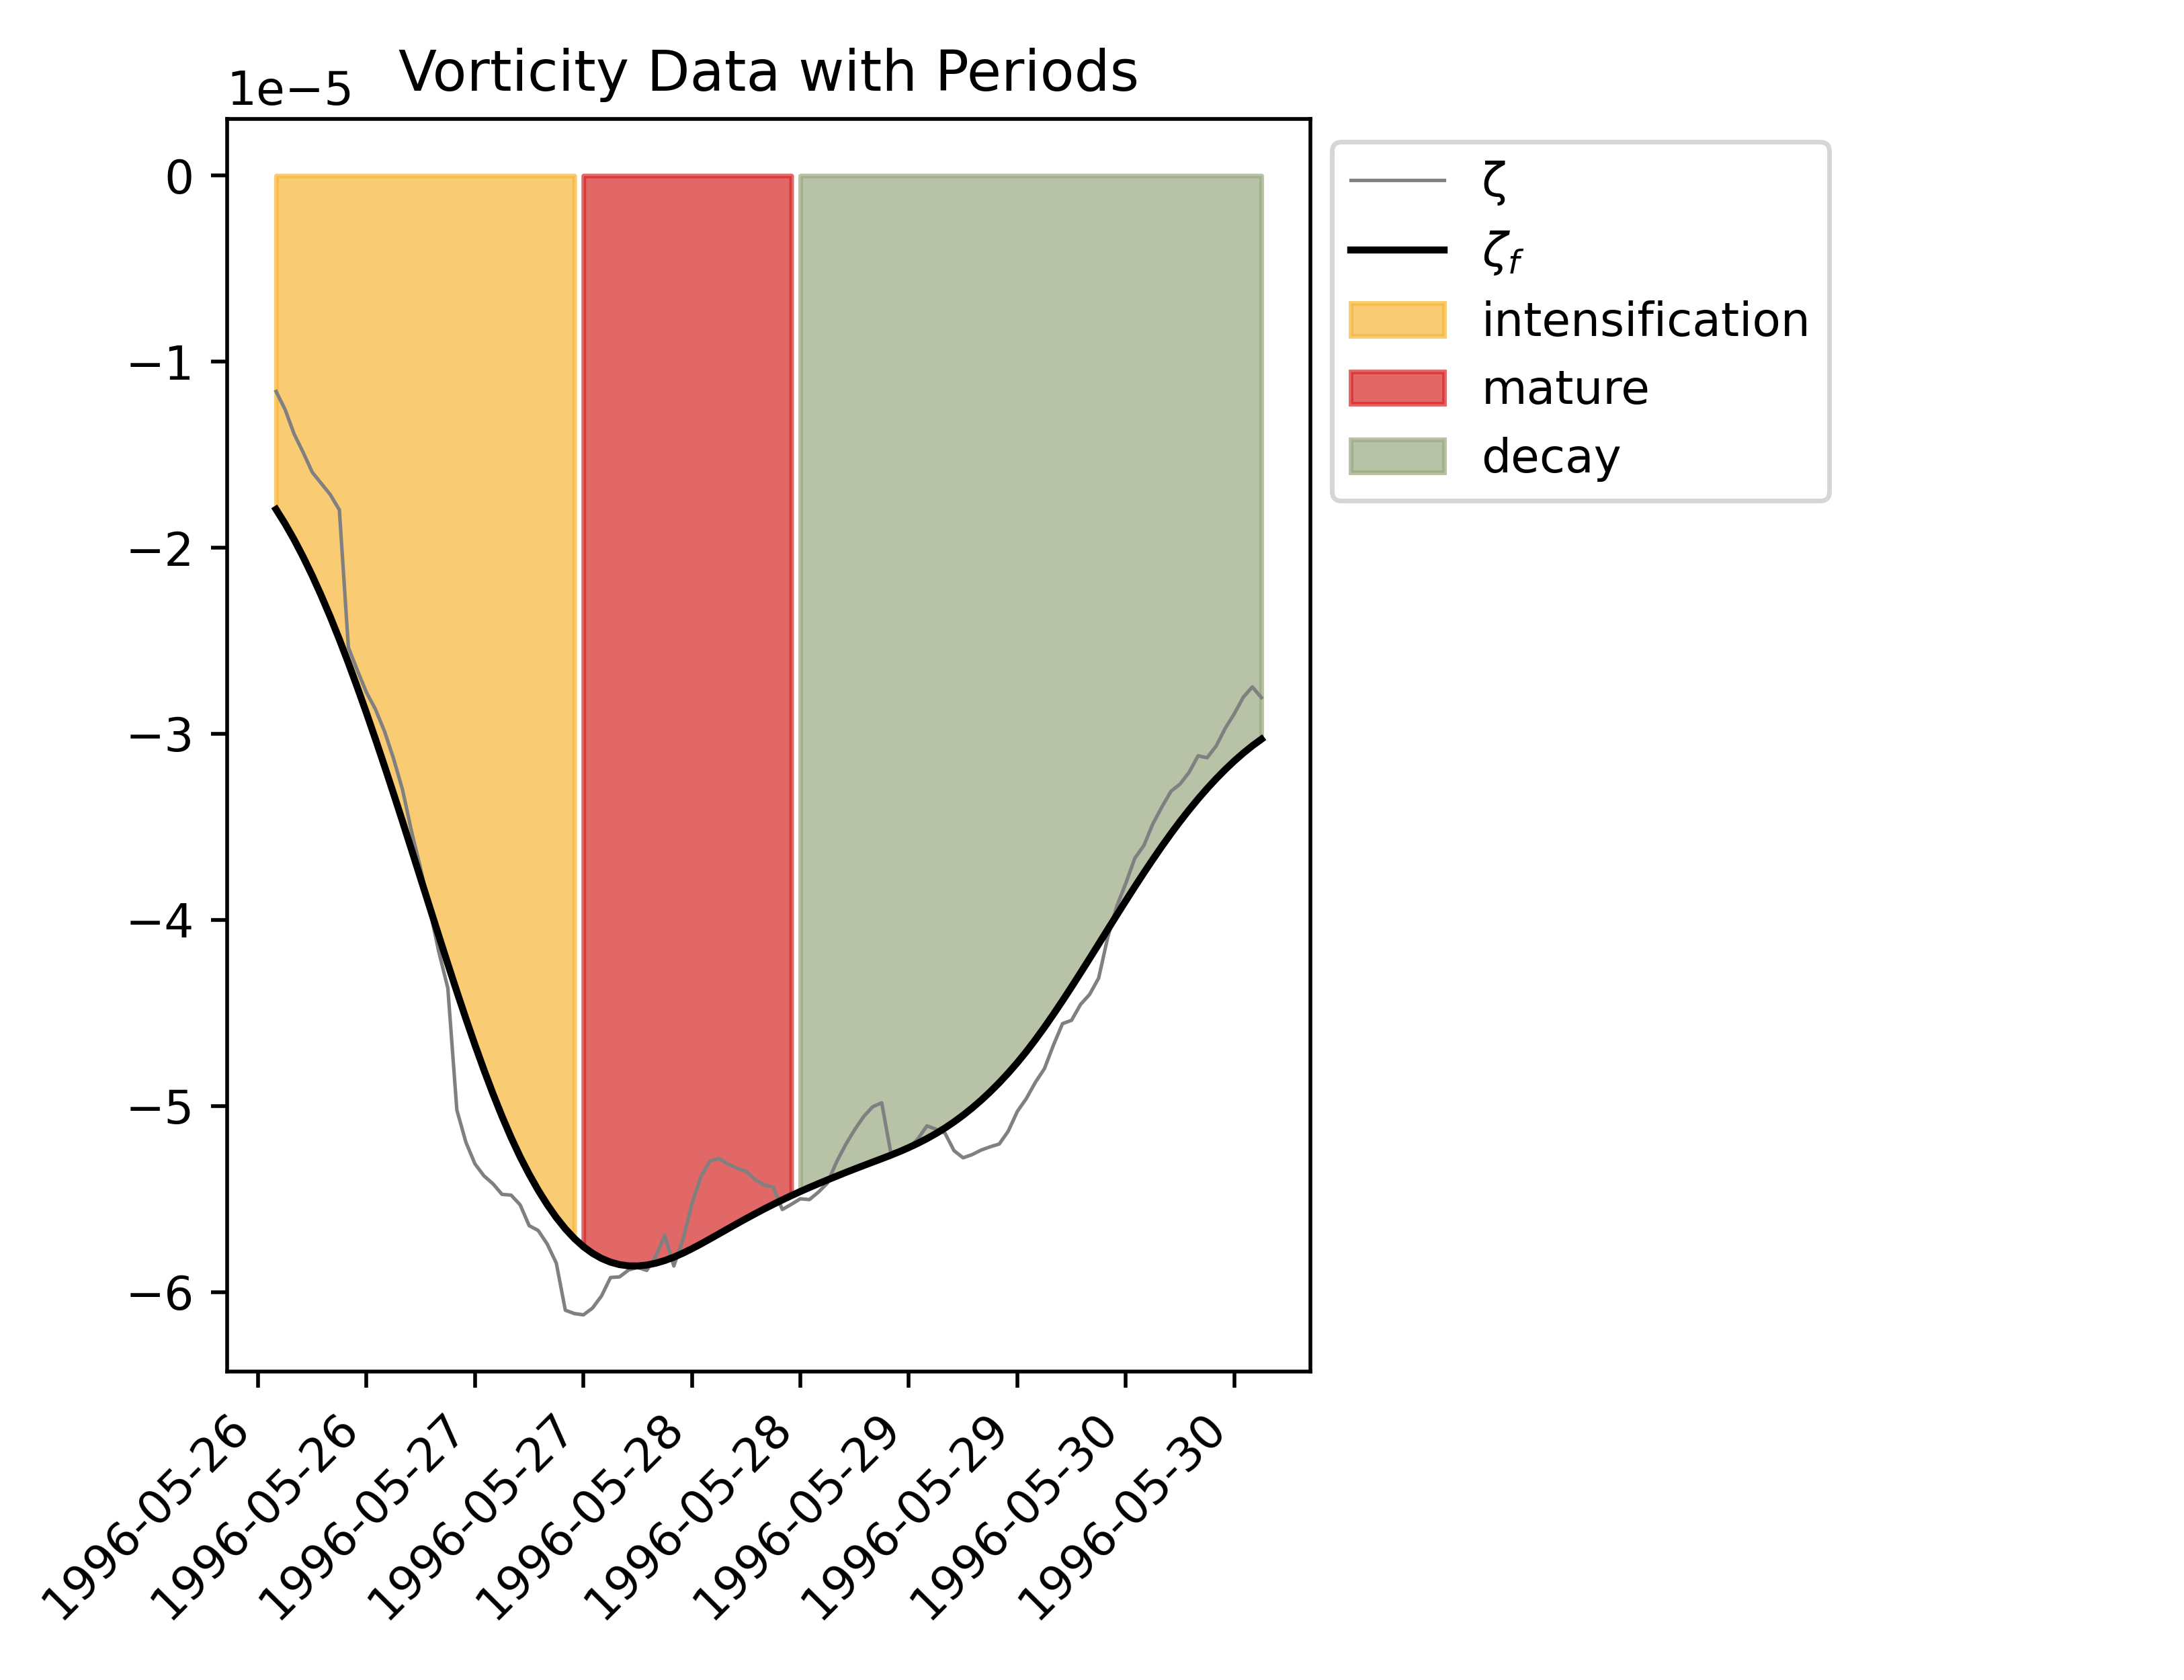 Vorticity Data with Periods
1e−5
0
−1
−2
−3
−4
−5
−6
1996-05-26
1996-05-26
1996-05-27
1996-05-27
1996-05-28
1996-05-28
1996-05-29
1996-05-29
1996-05-30
1996-05-30
ζ
ζf
intensification
mature
decay